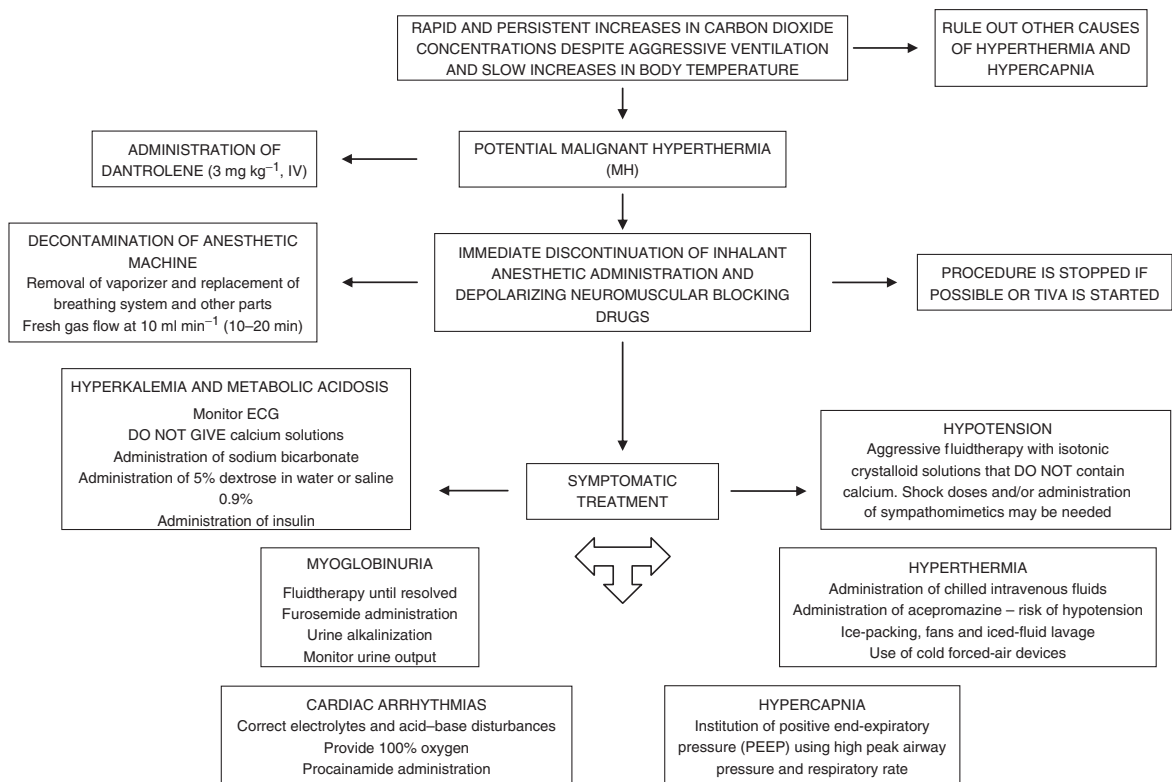 RAPID AND PERSISTENT INCREASES IN CARBON DIOXIDE
CONCENTRATIONS DESPITE AGGRESSIVE VENTILATION
AND SLOW INCREASES IN BODY TEMPERATURE
RULE OUT OTHER CAUSES
OF HYPERTHERMIA AND
HYPERCAPNIA
ADMINISTRATION OF
DANTROLENE (3 mg kg⁻¹, IV)
POTENTIAL MALIGNANT HYPERTHERMIA
(MH)
DECONTAMINATION OF ANESTHETIC
MACHINE
Removal of vaporizer and replacement of
breathing system and other parts
Fresh gas flow at 10 ml min⁻¹ (10–20 min)
IMMEDIATE DISCONTINUATION OF INHALANT
ANESTHETIC ADMINISTRATION AND
DEPOLARIZING NEUROMUSCULAR BLOCKING
DRUGS
PROCEDURE IS STOPPED IF
POSSIBLE OR TIVA IS STARTED
HYPERKALEMIA AND METABOLIC ACIDOSIS
Monitor ECG
DO NOT GIVE calcium solutions
Administration of sodium bicarbonate
Administration of 5% dextrose in water or saline
0.9%
Administration of insulin
SYMPTOMATIC
TREATMENT
HYPOTENSION
Aggressive fluidtherapy with isotonic
crystalloid solutions that DO NOT contain
calcium. Shock doses and/or administration
of sympathomimetics may be needed
MYOGLOBINURIA
Fluidtherapy until resolved
Furosemide administration
Urine alkalinization
Monitor urine output
HYPERTHERMIA
Administration of chilled intravenous fluids
Administration of acepromazine – risk of hypotension
Ice-packing, fans and iced-fluid lavage
Use of cold forced-air devices
CARDIAC ARRHYTHMIAS
Correct electrolytes and acid–base disturbances
Provide 100% oxygen
Procainamide administration
HYPERCAPNIA
Institution of positive end-expiratory
pressure (PEEP) using high peak airway
pressure and respiratory rate